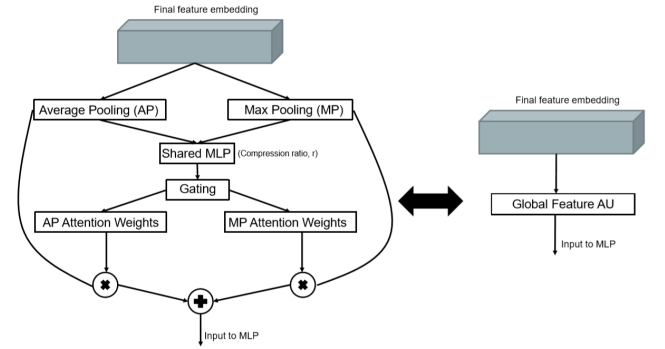 Final feature embedding
Average Pooling (AP)
Max Pooling (MP)
Shared MLP
(Compression ratio, r)
Gating
AP Attention Weights
MP Attention Weights
Input to MLP
Final feature embedding
Global Feature AU
Input to MLP